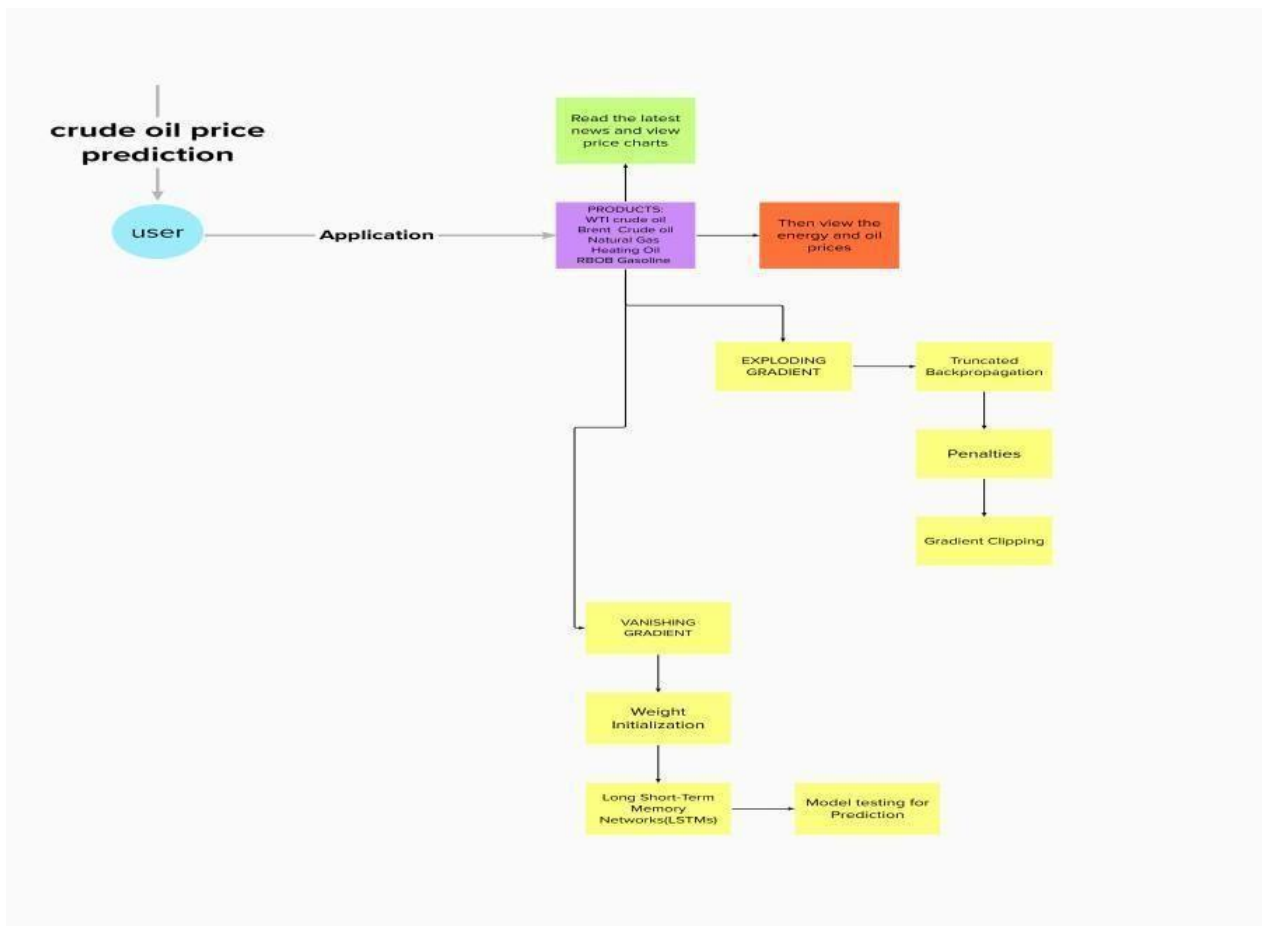 crude oil price
prediction
user
Application
Read the latest
news and view
price charts
PRODUCTS:
WTI crude oil
Brent Crude oil
Natural Gas
Heating Oil
RBOB Gasoline
Then view the
energy and oil
prices
EXPLODING
GRADIENT
Truncated
Backpropagation
Penalties
Gradient Clipping
VANISHING
GRADIENT
Weight
Initialization
Long Short-Term
Memory
Networks(LSTMs)
Model testing for
Prediction